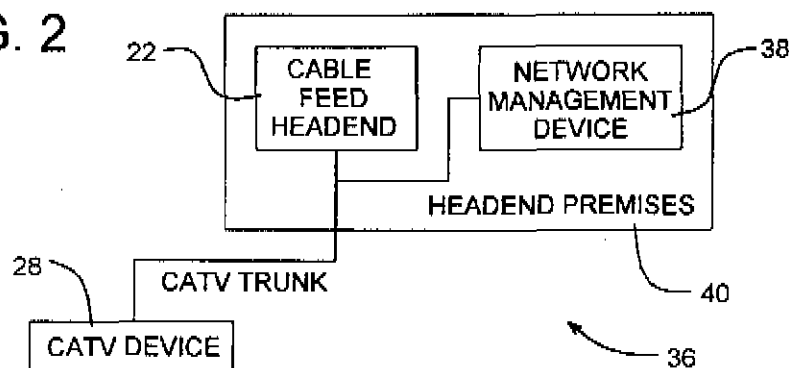 G. 2
22
CABLE
FEED
HEADEND
NETWORK
MANAGEMENT
DEVICE
38
HEADEND PREMISES
28
CATV TRUNK
40
CATV DEVICE
36